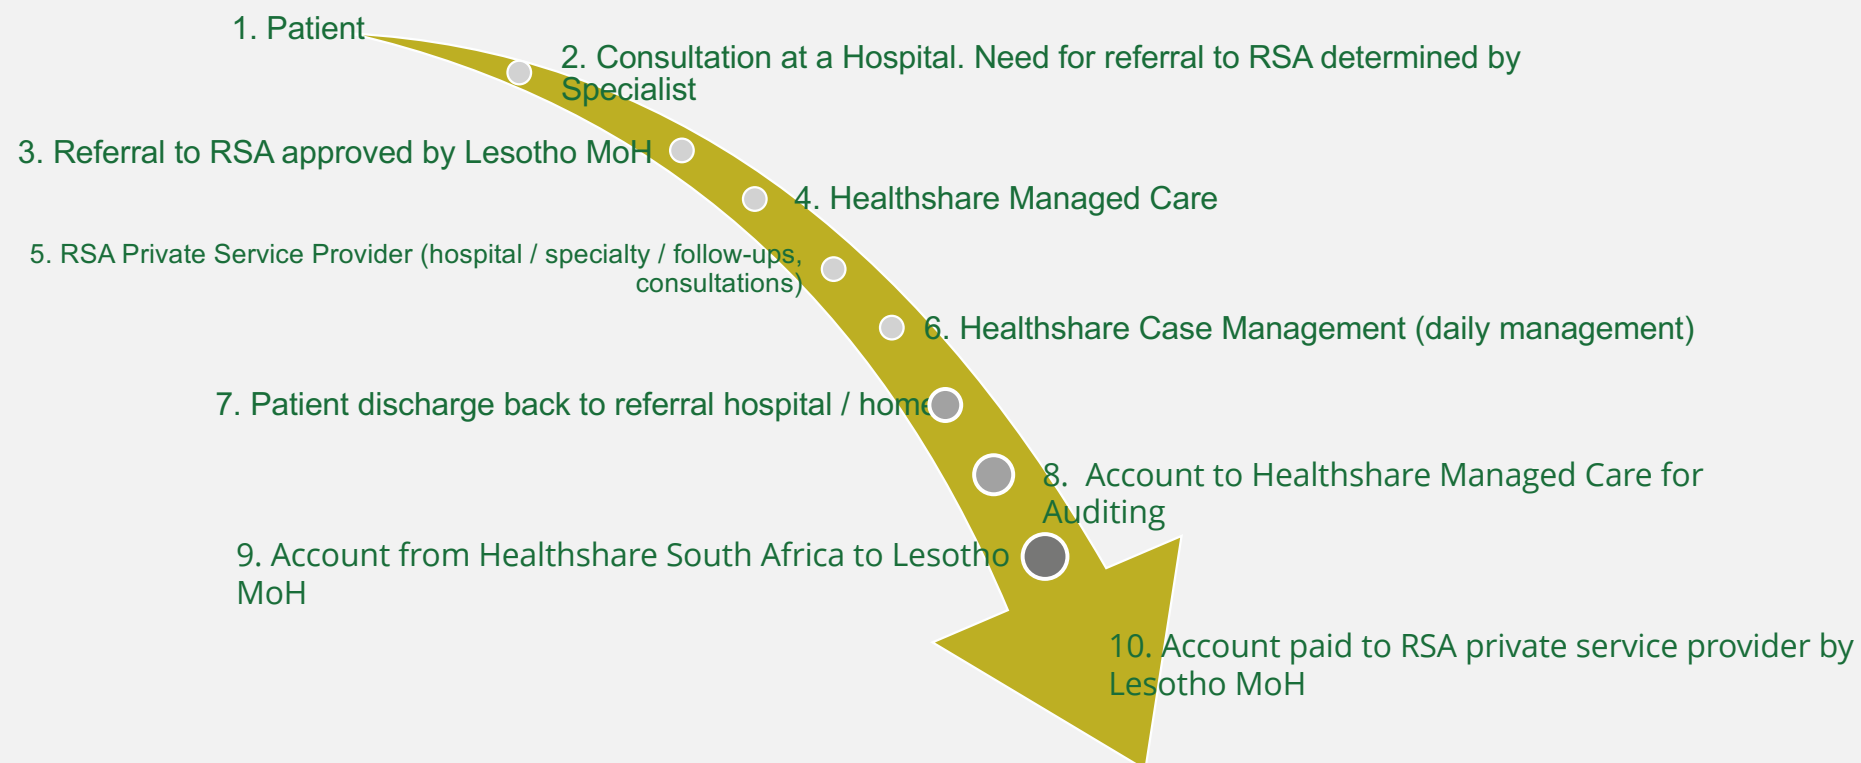 1. Patient
2. Consultation at a Hospital. Need for referral to RSA determined by
Specialist
3. Referral to RSA approved by Lesotho MoH
4. Healthshare Managed Care
5. RSA Private Service Provider (hospital / specialty / follow-ups,
consultations)
6. Healthshare Case Management (daily management)
7. Patient discharge back to referral hospital / home
8.  Account to Healthshare Managed Care for
Auditing
9. Account from Healthshare South Africa to Lesotho
MoH
10. Account paid to RSA private service provider by
Lesotho MoH